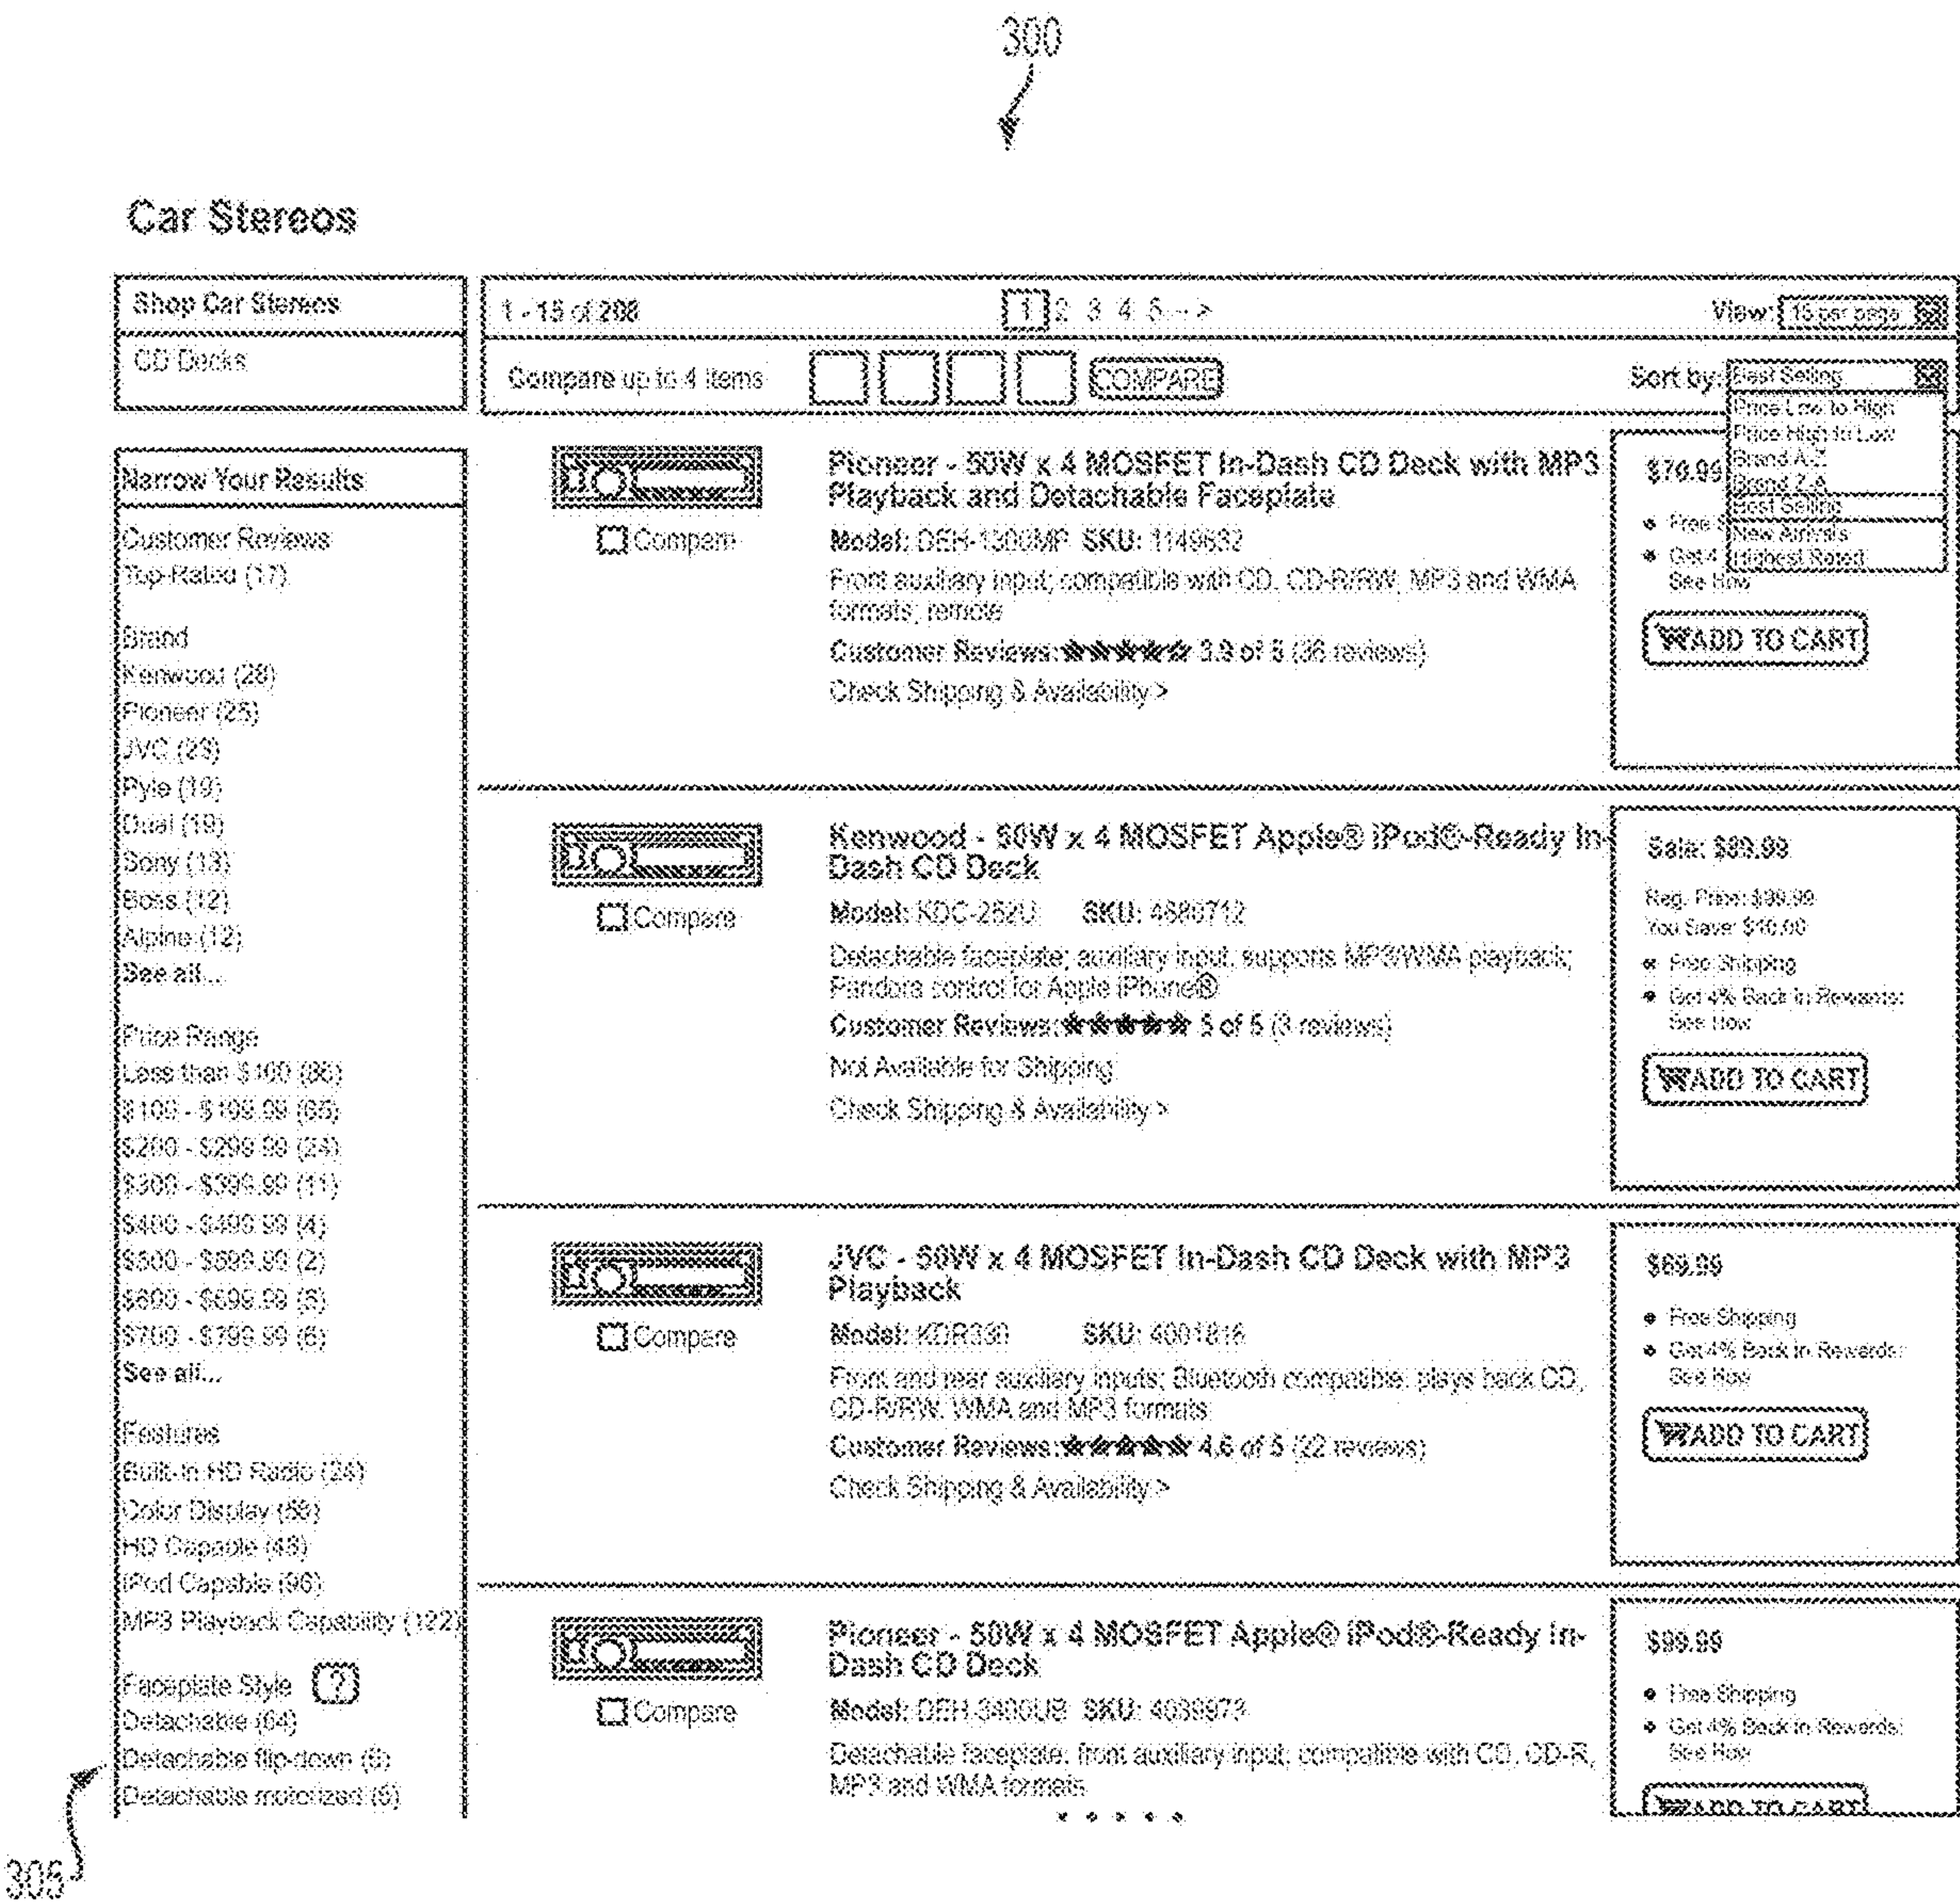 300
Car Stereos
Shop Car Stereos
CD Decks
1 - 15 of 208
1 2 3 4 5 ... >
View: 15 per page
Compare up to 4 items
COMPARE
Sort by: Best Selling
Price Low to High
Price High to Low
Brand A-Z
Brand Z-A
Best Selling
New Arrivals
Highest Rated
Narrow Your Results
Customer Reviews
Top-Rated (17)
Brand
Kenwood (28)
Pioneer (25)
JVC (23)
Pyle (19)
Dual (19)
Sony (13)
Boss (12)
Alpine (12)
See all...
Price Range
Less than $100
$100 - $199.99
$200 - $299.99 (24)
$300 - $399.99 (11)
$400 - $499.99 (4)
$500 - $599.99 (2)
$600 - $699.99
$700 - $799.99 (6)
See all...
Features
Built-in HD Radio (24)
Color Display
HD Capable (48)
iPod Capable (96)
MP3 Playback Capability (122)
Faceplate Style ?
Detachable (64)
Detachable flip-down
Detachable motorized (6)
305
Pioneer - 50W x 4 MOSFET In-Dash CD Deck with MP3
Playback and Detachable Faceplate
Compare
Model: DEH-1300MP SKU: 1149632
Front auxiliary input; compatible with CD, CD-R/RW, MP3 and WMA
formats; remote
Customer Reviews: 3.9 of 5 (36 reviews)
Check Shipping & Availability >
Free
Get 4
See How
ADD TO CART
Kenwood - 50W x 4 MOSFET Apple® iPod®-Ready In-
Dash CD Deck
Compare
Model: KDC-252U SKU:
Detachable faceplate; auxiliary input; supports MP3/WMA playback;
Pandora control for Apple iPhone®
Customer Reviews: 5 of 5 (3 reviews)
Not Available for Shipping
Check Shipping & Availability >
Sale: $89.99
Reg. Price: $99.99
You Save: $10.00
Free Shipping
Get 4% Back in Rewards:
See How
ADD TO CART
JVC - 50W x 4 MOSFET In-Dash CD Deck with MP3
Playback
Compare
Model: KDR330 SKU: 4001816
Front and rear auxiliary inputs; Bluetooth compatible; plays back CD,
CD-R/RW, WMA and MP3 formats
Customer Reviews: 4.6 of 5 (22 reviews)
Check Shipping & Availability >
$69.99
Free Shipping
Get 4% Back in Rewards:
See How
ADD TO CART
Pioneer - 50W x 4 MOSFET Apple® iPod®-Ready In-
Dash CD Deck
Compare
Model: DEH-3400UB SKU: 4039973
Detachable faceplate; front auxiliary input; compatible with CD, CD-R,
MP3 and WMA formats
$99.99
Free Shipping
Get 4% Back in Rewards:
See How
ADD TO CART